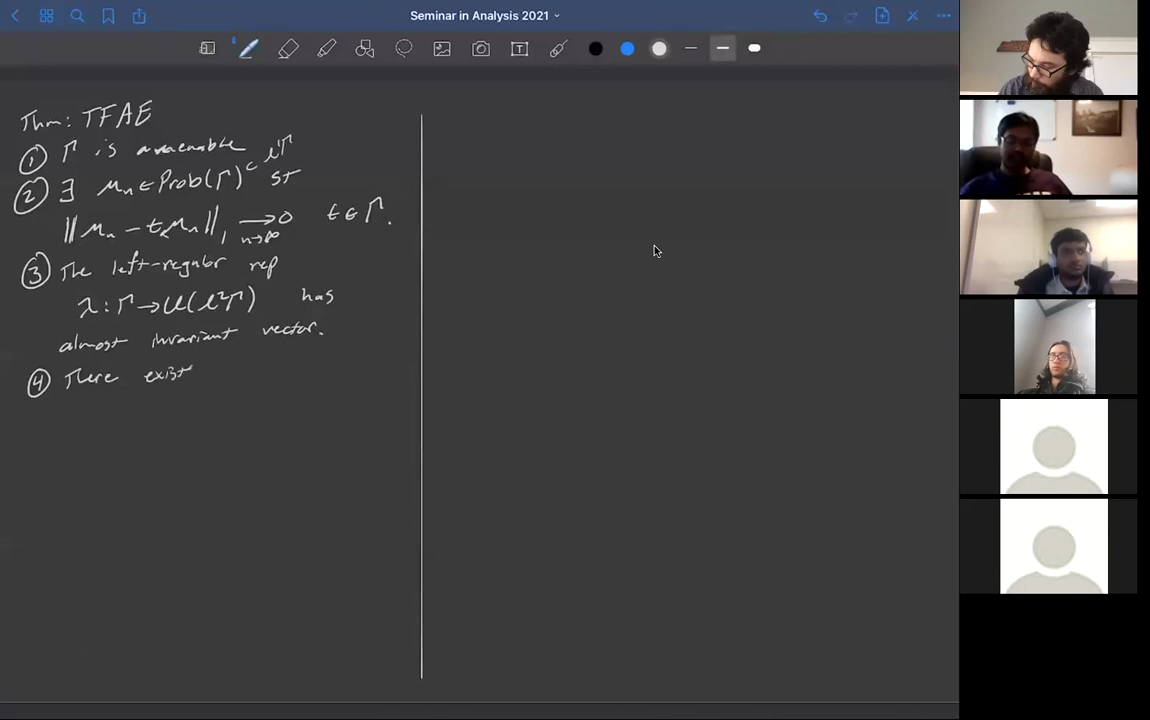 Seminar in Analysis 2021
Thm: TFAE
① Γ is amenable
② ∃ μₙ ∈ Prob(Γ) ⊂ ℓ¹Γ st
‖μₙ − t∗μₙ‖₁ ⟶ 0 t ∈ Γ.
n→∞
③ The left-regular rep
λ: Γ → U(ℓ²Γ) has
almost invariant vector.
④ There exist